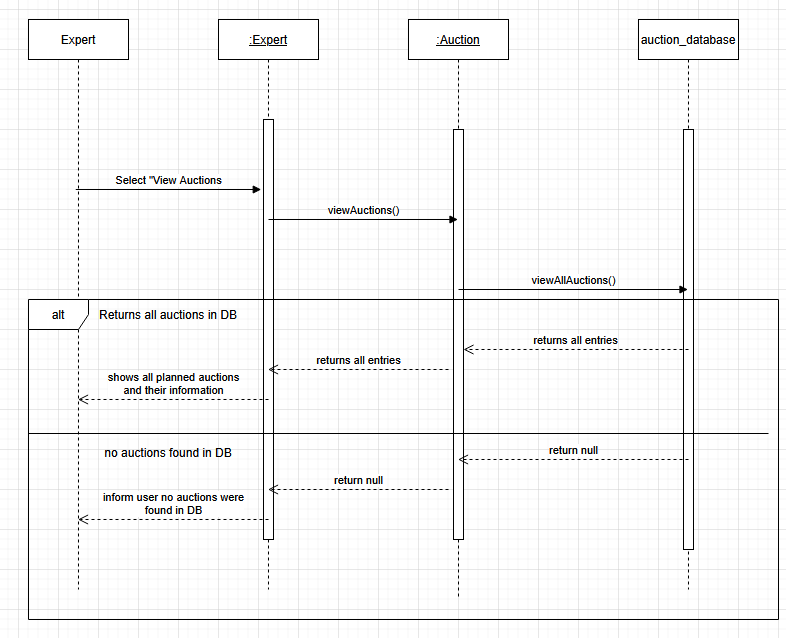 Expert
:Expert
:Auction
auction_database
Select "View Auctions
viewAuctions()
viewAllAuctions()
alt
Returns all auctions in DB
returns all entries
returns all entries
shows all planned auctions
and their information
no auctions found in DB
return null
return null
inform user no auctions were
found in DB